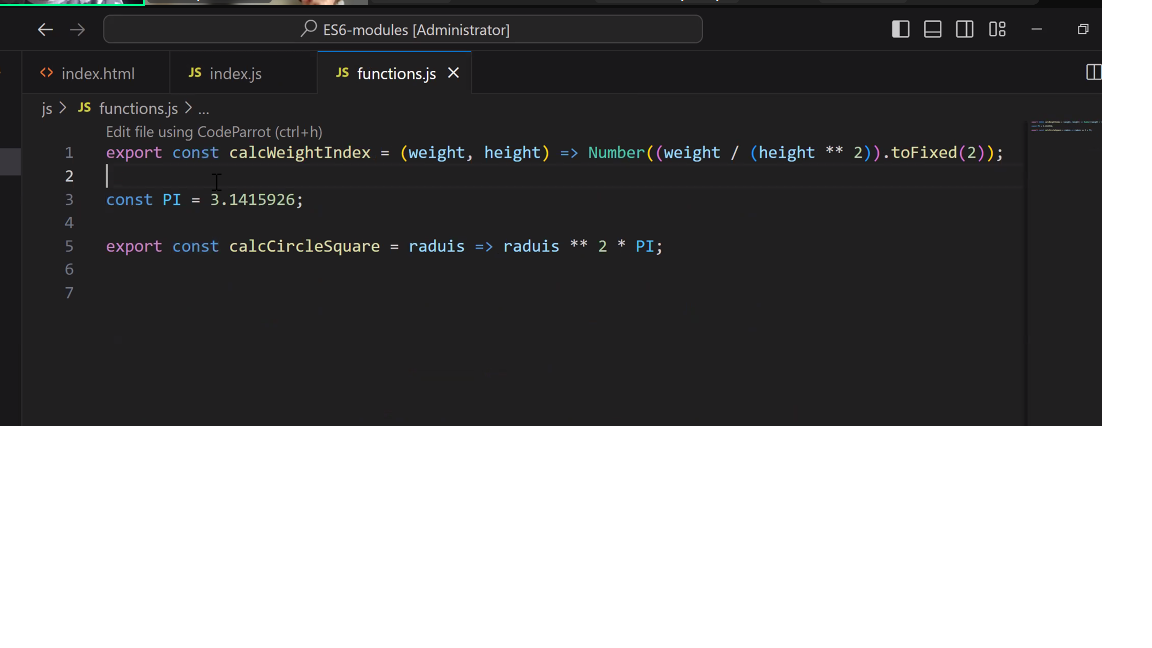 ES6-modules [Administrator]
<> index.html JS index.js JS functions.js ×
js > JS functions.js > ...
Edit file using CodeParrot (ctrl+h)
1 export const calcWeightIndex = (weight, height) => Number((weight / (height ** 2)).toFixed(2));
2
3 const PI = 3.1415926;
4
5 export const calcCircleSquare = raduis => raduis ** 2 * PI;
6
7